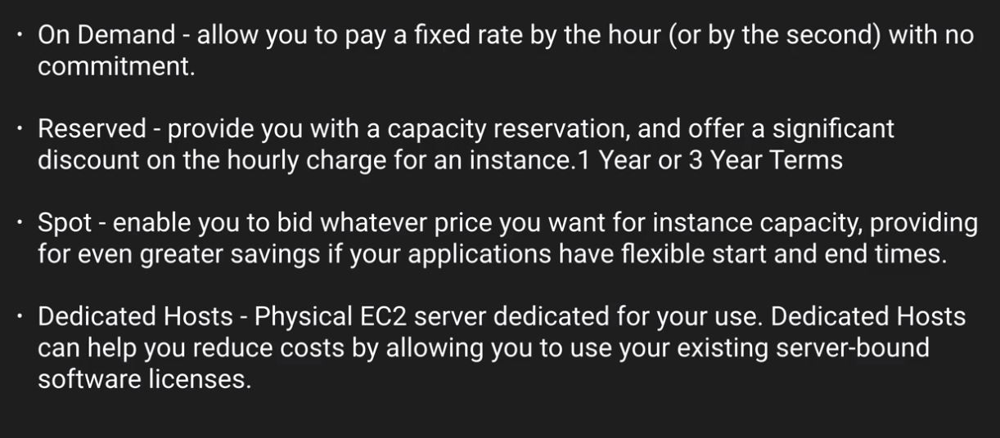 • On Demand - allow you to pay a fixed rate by the hour (or by the second) with no
commitment.
• Reserved - provide you with a capacity reservation, and offer a significant
discount on the hourly charge for an instance.1 Year or 3 Year Terms
• Spot - enable you to bid whatever price you want for instance capacity, providing
for even greater savings if your applications have flexible start and end times.
• Dedicated Hosts - Physical EC2 server dedicated for your use. Dedicated Hosts
can help you reduce costs by allowing you to use your existing server-bound
software licenses.